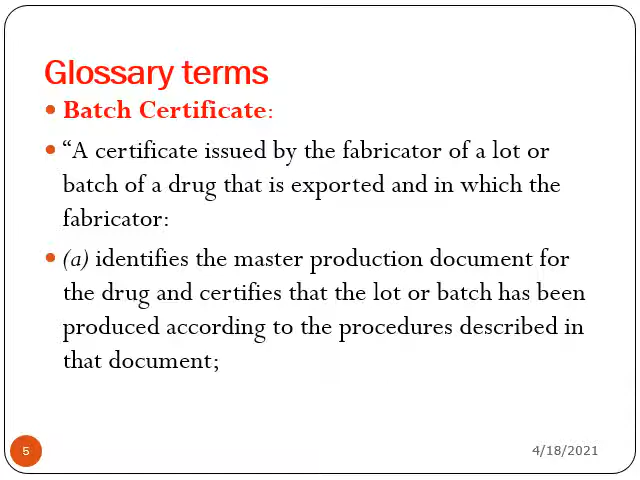 Glossary terms
• Batch Certificate:
• “A certificate issued by the fabricator of a lot or
batch of a drug that is exported and in which the
fabricator:
• (a) identifies the master production document for
the drug and certifies that the lot or batch has been
produced according to the procedures described in
that document;
5
4/18/2021